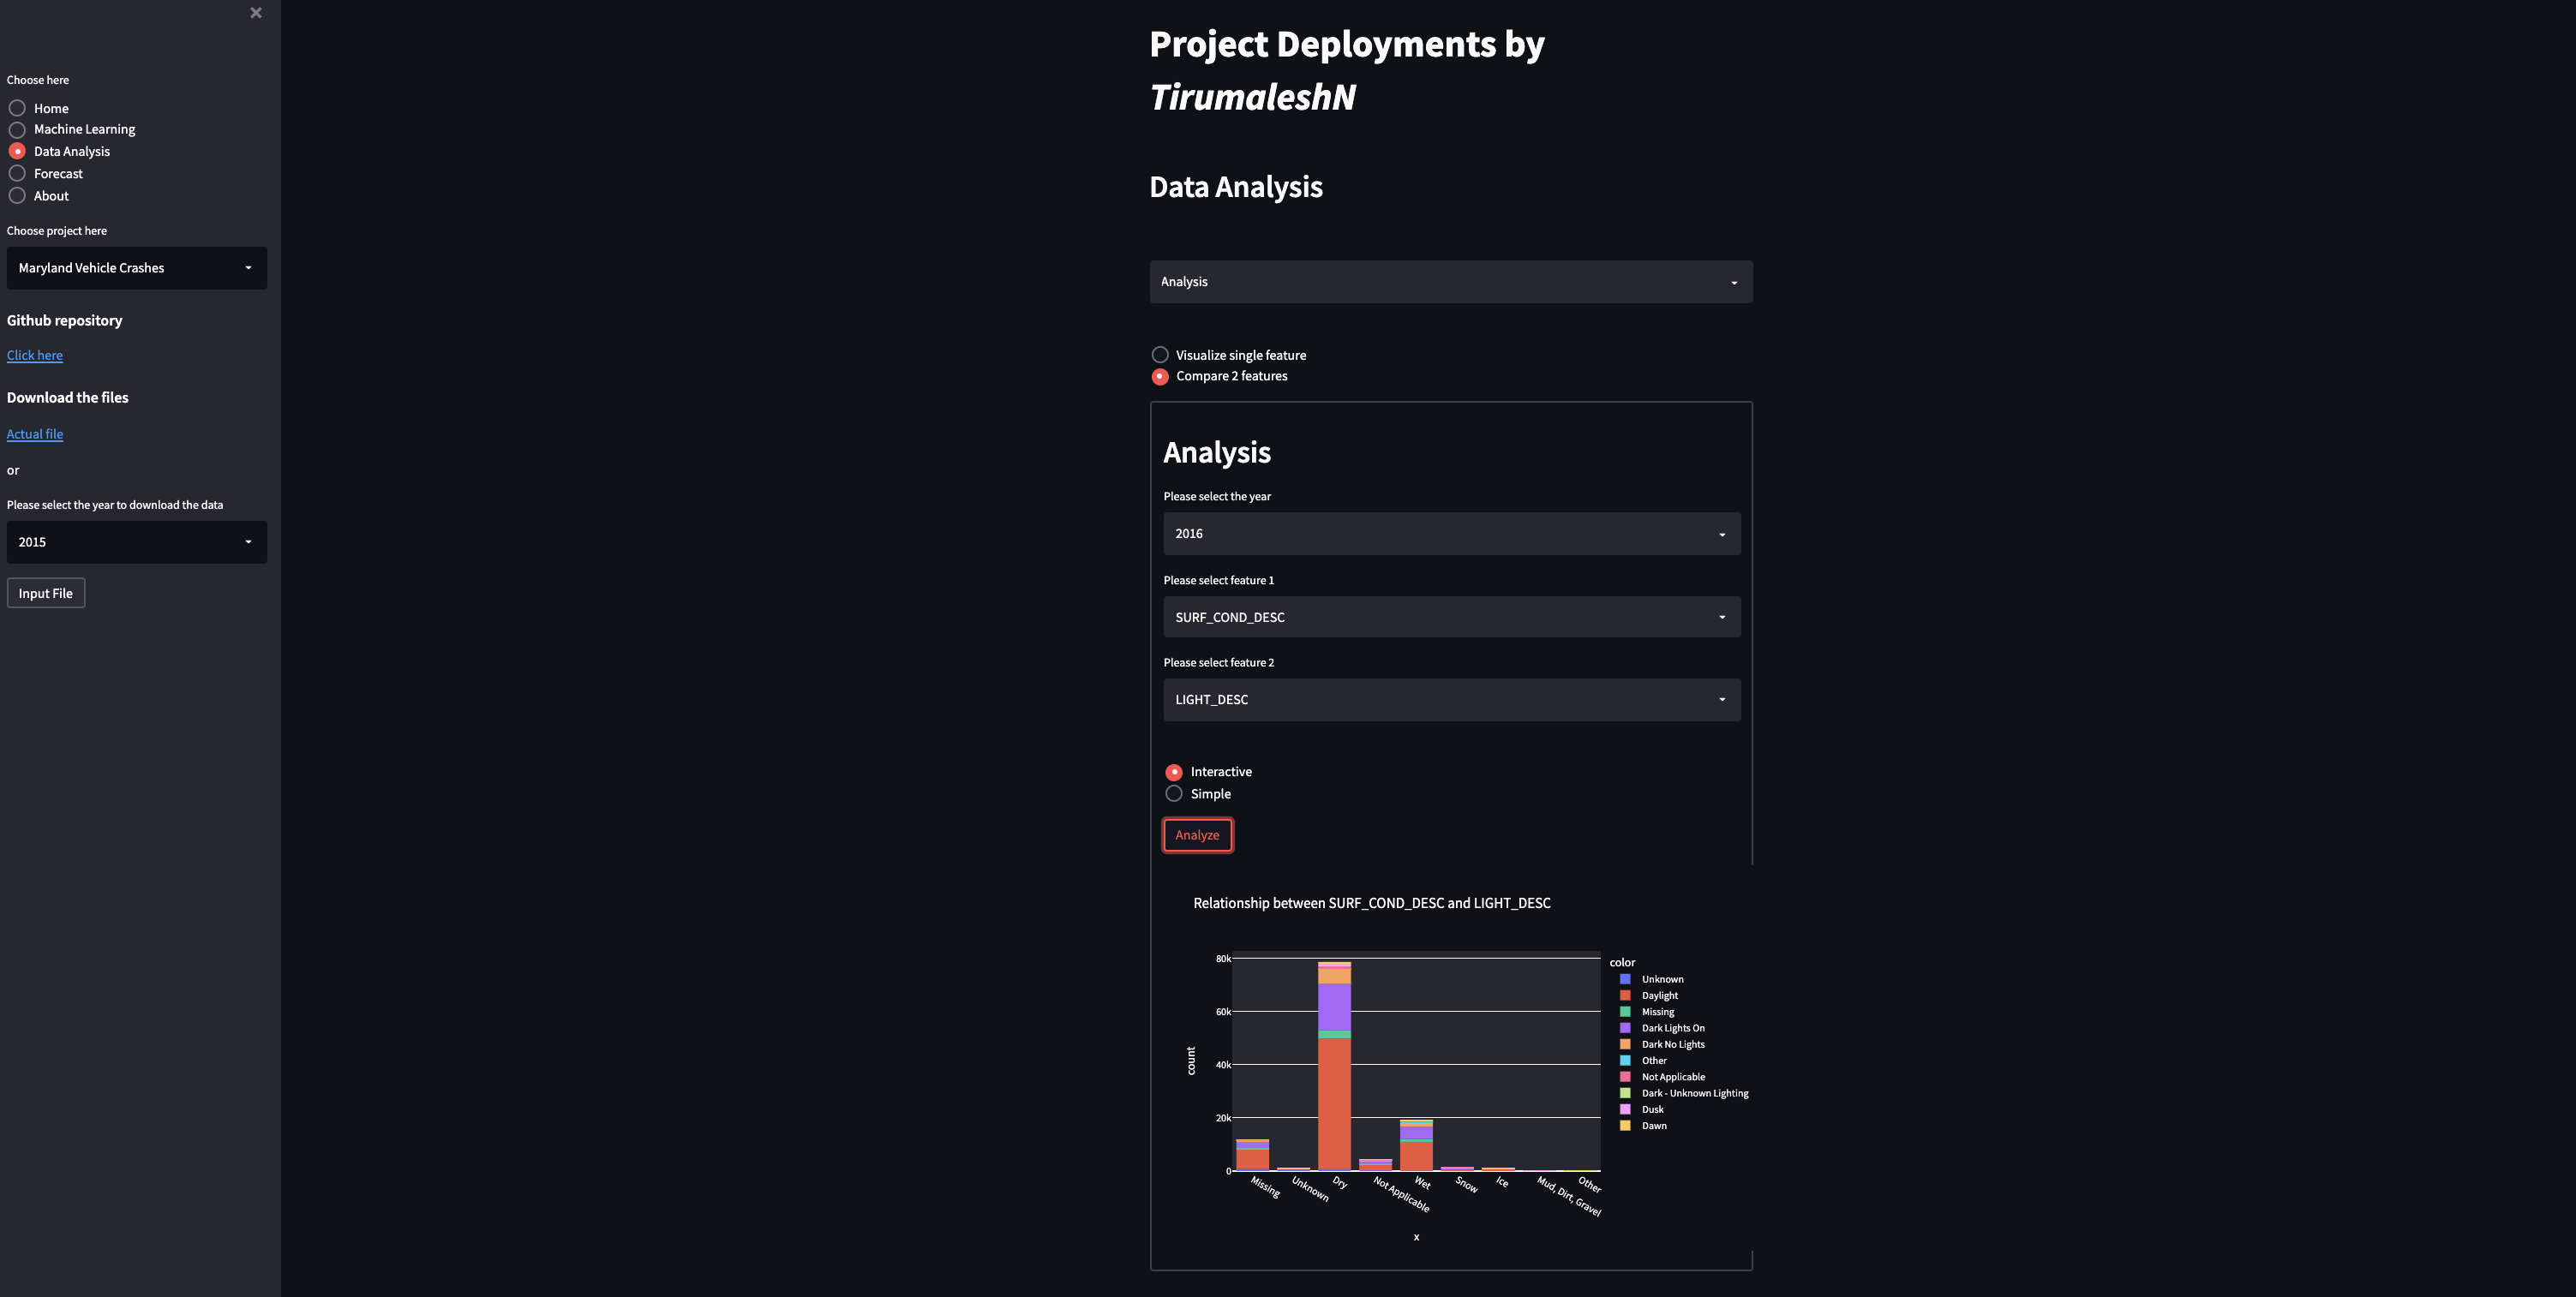 Choose here
Home
Machine Learning
Data Analysis
Forecast
About
Choose project here
Maryland Vehicle Crashes
Github repository
Click here
Download the files
Actual file
or
Please select the year to download the data
2015
Input File
Project Deployments by
TirumaleshN
Data Analysis
Analysis
Visualize single feature
Compare 2 features
Analysis
Please select the year
2016
Please select feature 1
SURF_COND_DESC
Please select feature 2
LIGHT_DESC
Interactive
Simple
Analyze
Relationship between SURF_COND_DESC and LIGHT_DESC
80k
60k
40k
20k
0
count
Missing
Unknown
Dry
Not Applicable
Wet
Snow
Ice
Mud, Dirt, Gravel
Other
x
color
Unknown
Daylight
Missing
Dark Lights On
Dark No Lights
Other
Not Applicable
Dark - Unknown Lighting
Dusk
Dawn